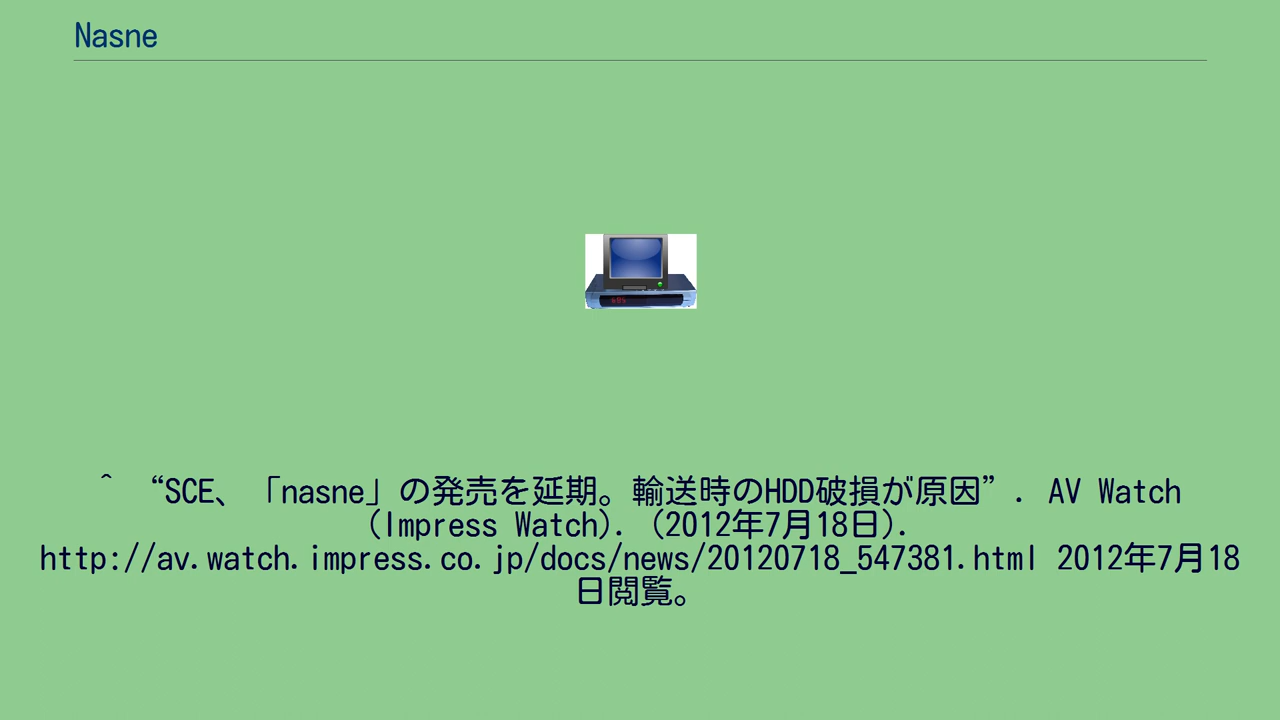 Nasne
^ “SCE、「nasne」の発売を延期。輸送時のHDD破損が原因”. AV Watch
(Impress Watch). (2012年7月18日).
http://av.watch.impress.co.jp/docs/news/20120718_547381.html 2012年7月18
日閲覧。